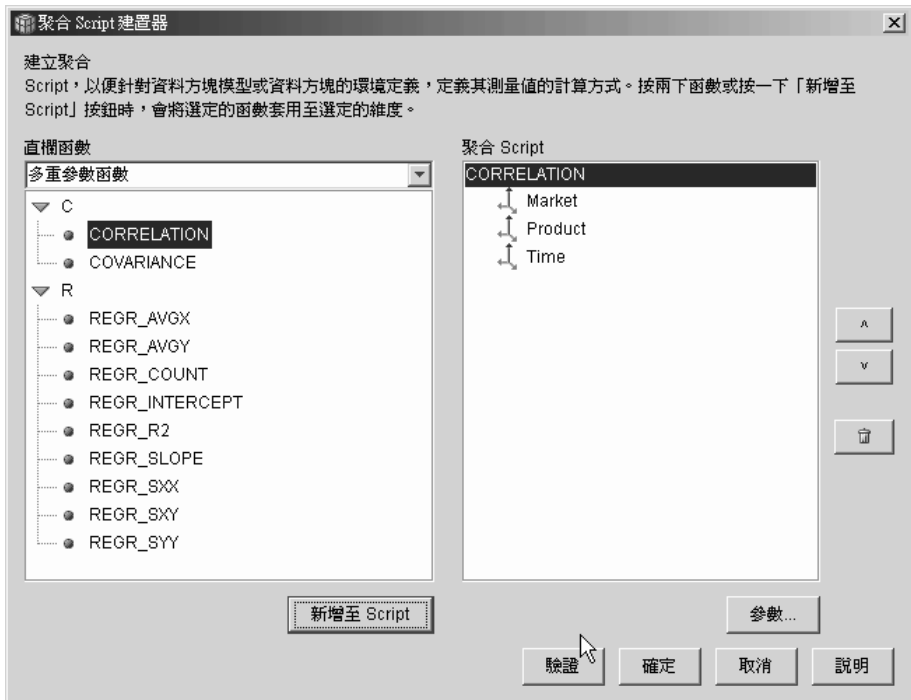 聚合 Script 建置器
建立聚合
Script，以便針對資料方塊模型或資料方塊的環境定義，定義其測量值的計算方式。按兩下函數或按一下「新增至
Script」按鈕時，會將選定的函數套用至選定的維度。
直欄函數
多重參數函數
C
CORRELATION
COVARIANCE
R
REGR_AVGX
REGR_AVGY
REGR_COUNT
REGR_INTERCEPT
REGR_R2
REGR_SLOPE
REGR_SXX
REGR_SXY
REGR_SYY
新增至 Script
聚合 Script
CORRELATION
Market
Product
Time
參數...
驗證
確定
取消
說明